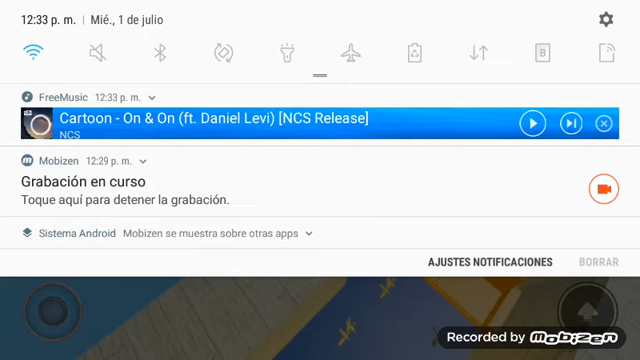 12:33 p. m. | Mié., 1 de julio
FreeMusic 12:33 p. m.
Cartoon - On & On (ft. Daniel Levi) [NCS Release]
NCS
Mobizen 12:29 p. m.
Grabación en curso
Toque aquí para detener la grabación.
Sistema Android Mobizen se muestra sobre otras apps
AJUSTES NOTIFICACIONES BORRAR
Recorded by mobizen